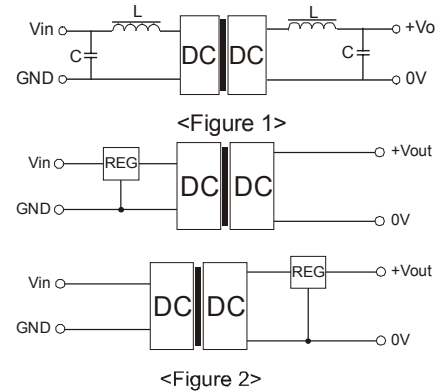 Vin L DC DC L +Vo
C C
GND 0V
<Figure 1>
Vin REG DC DC +Vout
GND 0V
Vin DC DC REG +Vout
GND 0V
<Figure 2>